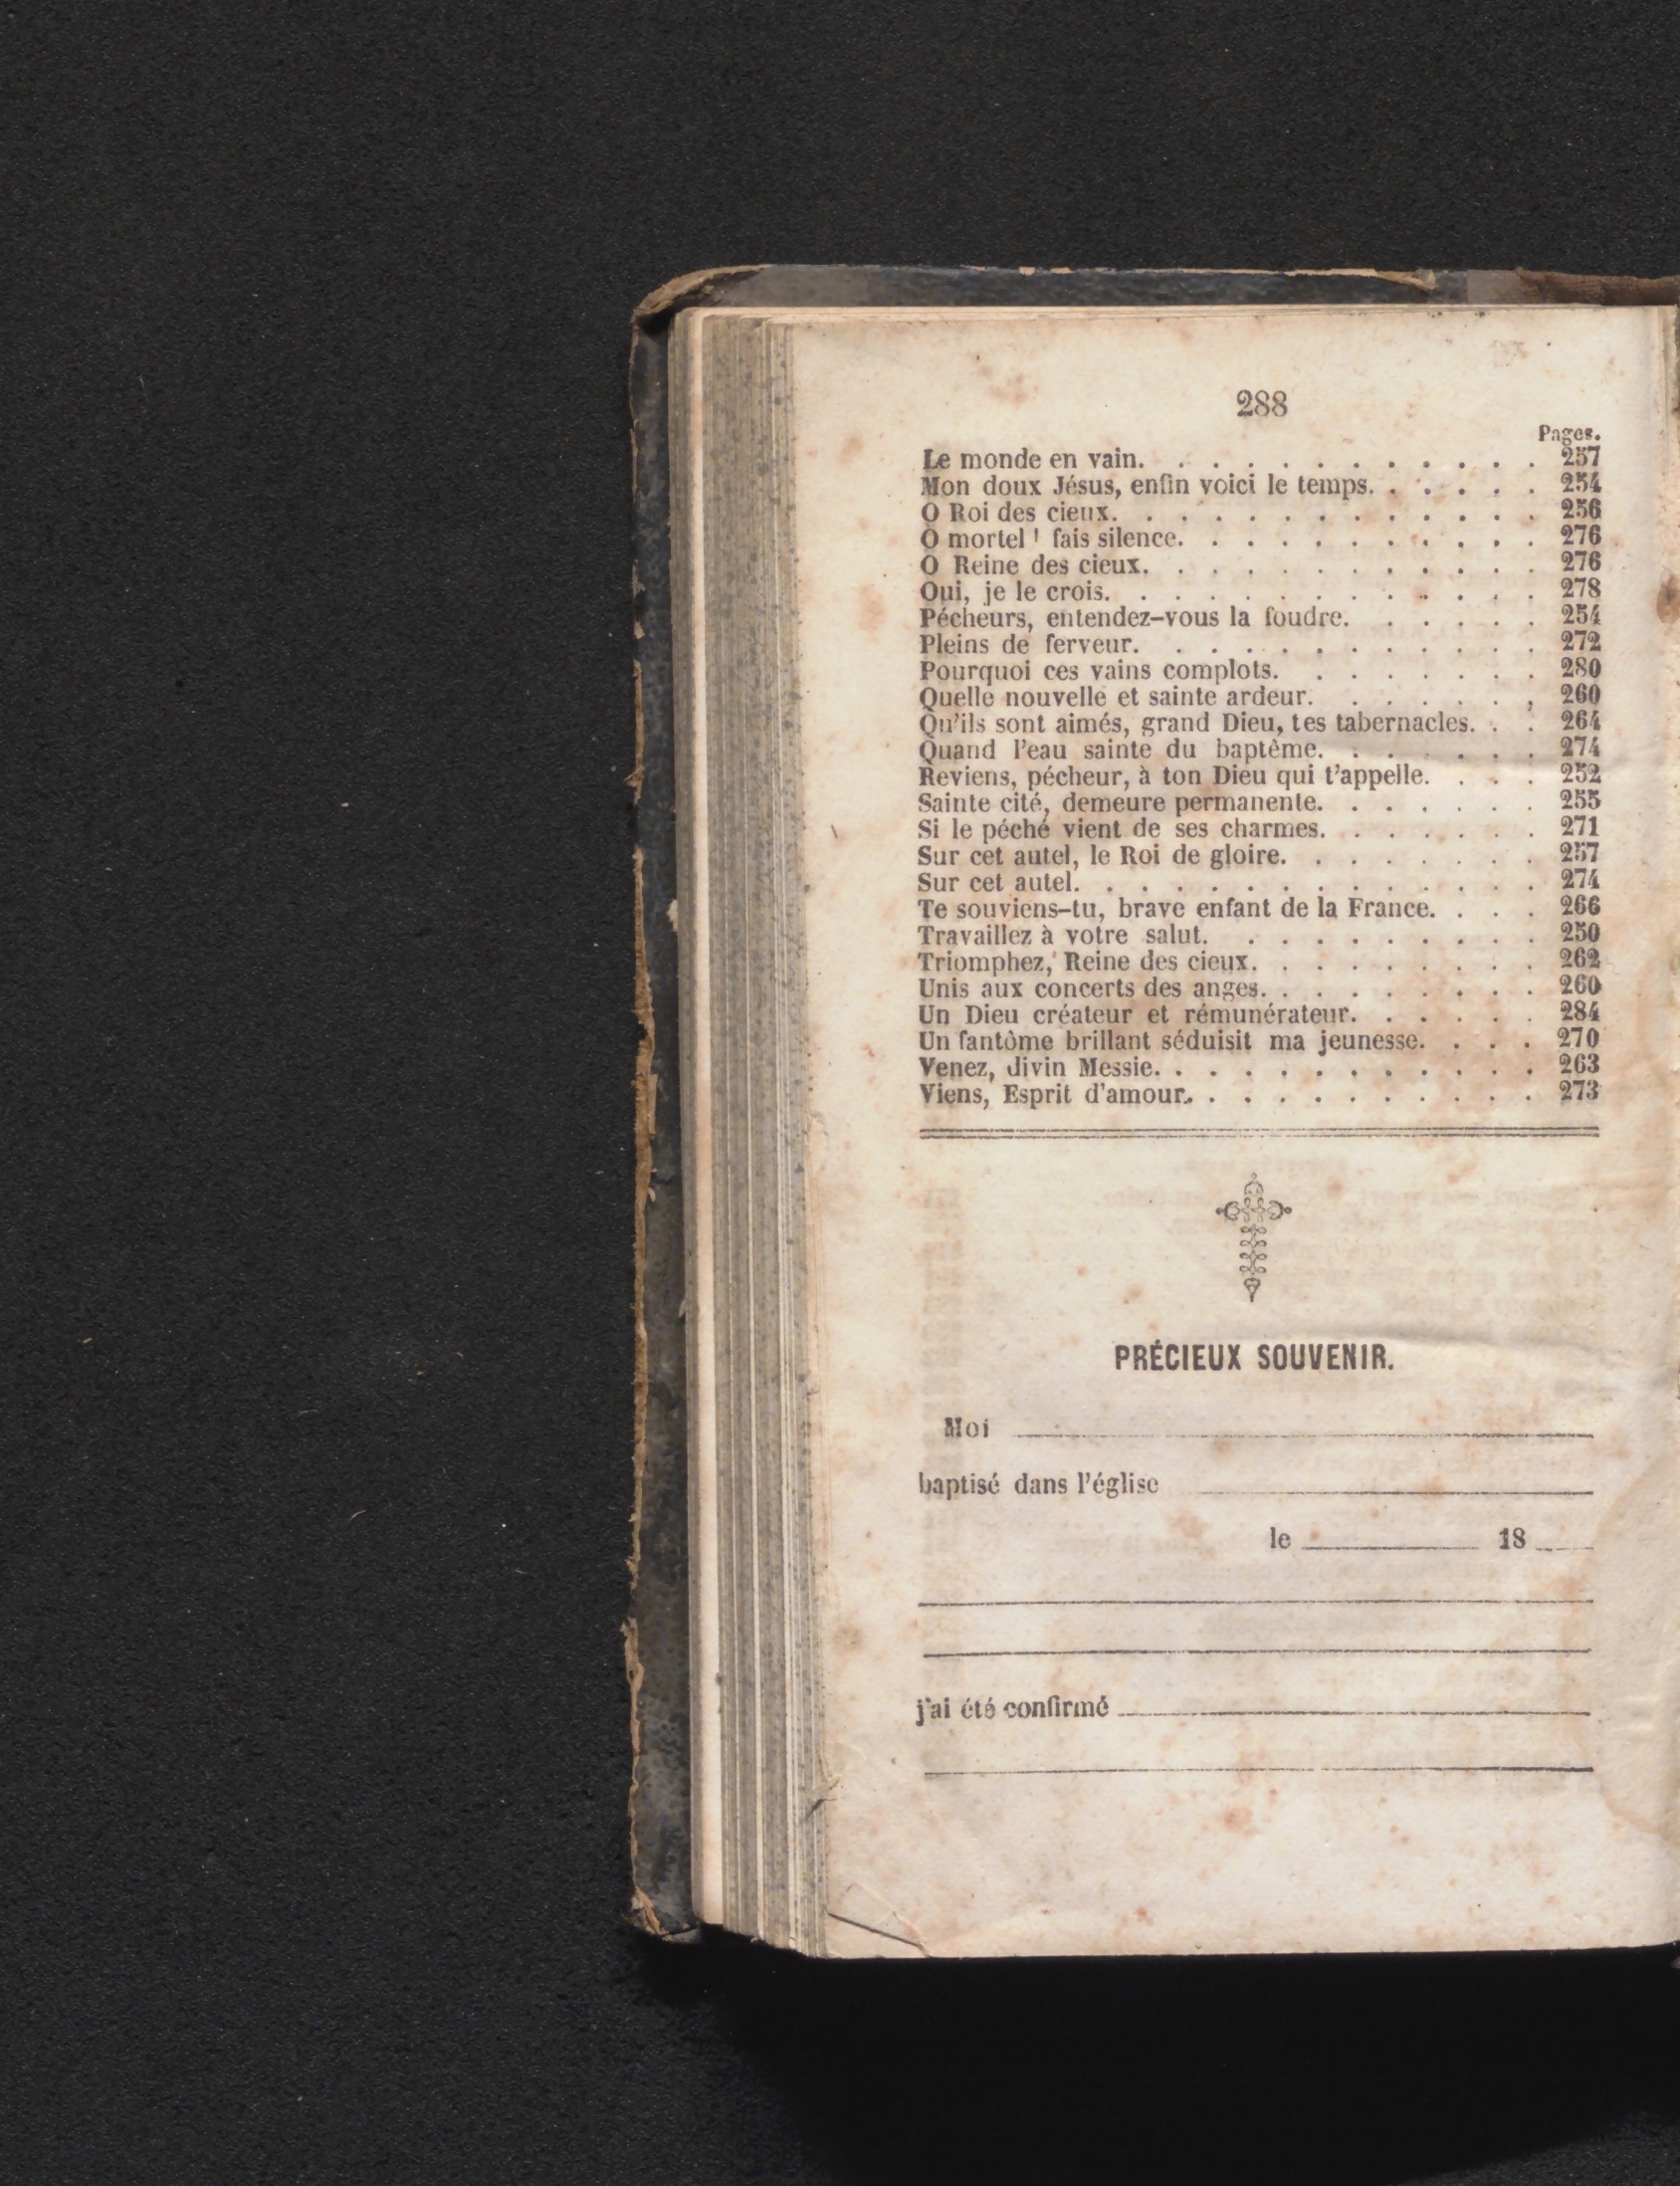 288
Pages.
Le monde en vain. . . . . . . . . . . . 257
Mon doux Jésus, enfin voici le temps. . . . . . 254
O Roi des cieux. . . . . . . . . . . . . 256
O mortel ! fais silence. . . . . . . . . . . 276
O Reine des cieux. . . . . . . . . . . . 276
Oui, je le crois. . . . . . . . . . . . . 278
Pécheurs, entendez-vous la foudre. . . . . . 254
Pleins de ferveur. . . . . . . . . . . . 272
Pourquoi ces vains complots. . . . . . . . 280
Quelle nouvelle et sainte ardeur. . . . . . , 260
Qu'ils sont aimés, grand Dieu, tes tabernacles. . . 264
Quand l'eau sainte du baptême. . . . . . . 274
Reviens, pécheur, à ton Dieu qui t'appelle. . . . 252
Sainte cité, demeure permanente. . . . . . . 255
Si le péché vient de ses charmes. . . . . . . 271
Sur cet autel, le Roi de gloire. . . . . . . . 257
Sur cet autel. . . . . . . . . . . . . . 274
Te souviens-tu, brave enfant de la France. . . . 266
Travaillez à votre salut. . . . . . . . . . 250
Triomphez, Reine des cieux. . . . . . . . . 262
Unis aux concerts des anges. . . . . . . . . 260
Un Dieu créateur et rémunérateur. . . . . . 284
Un fantôme brillant séduisit ma jeunesse. . . . 270
Venez, divin Messie. . . . . . . . . . . . 263
Viens, Esprit d'amour. . . . . . . . . . . 273
PRÉCIEUX SOUVENIR.
Moi
baptisé dans l'église
le 18
j'ai été confirmé